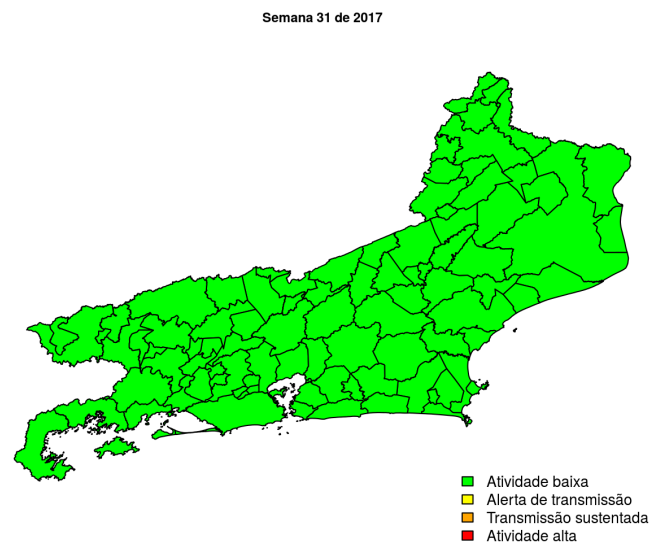 Semana 31 de 2017
Atividade baixa
Alerta de transmissão
Transmissão sustentada
Atividade alta